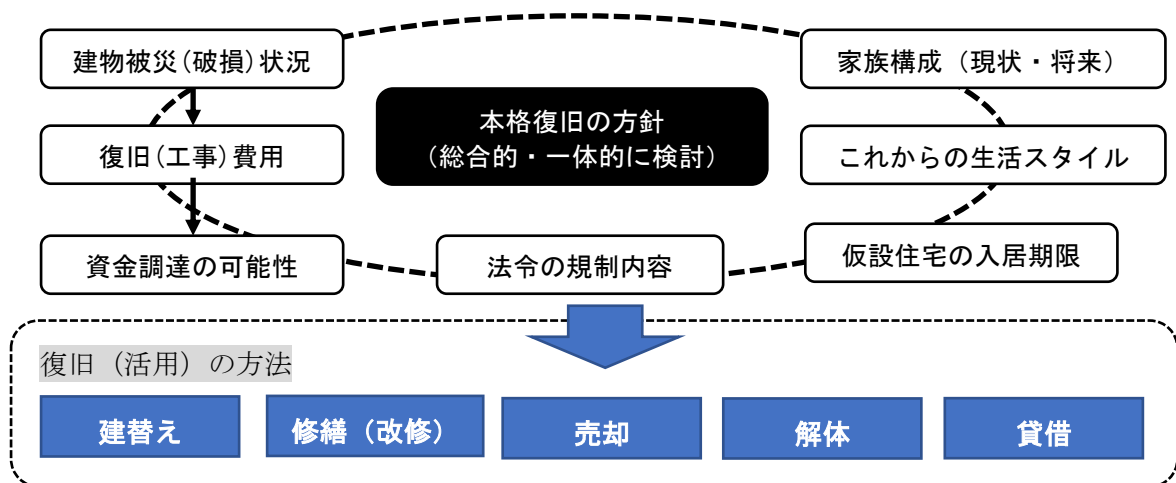 建物被災(破損)状況
家族構成（現状・将来）
本格復旧の方針
（総合的・一体的に検討）
復旧(工事)費用
これからの生活スタイル
資金調達の可能性
法令の規制内容
仮設住宅の入居期限
復旧（活用）の方法
建替え
修繕（改修）
売却
解体
貸借